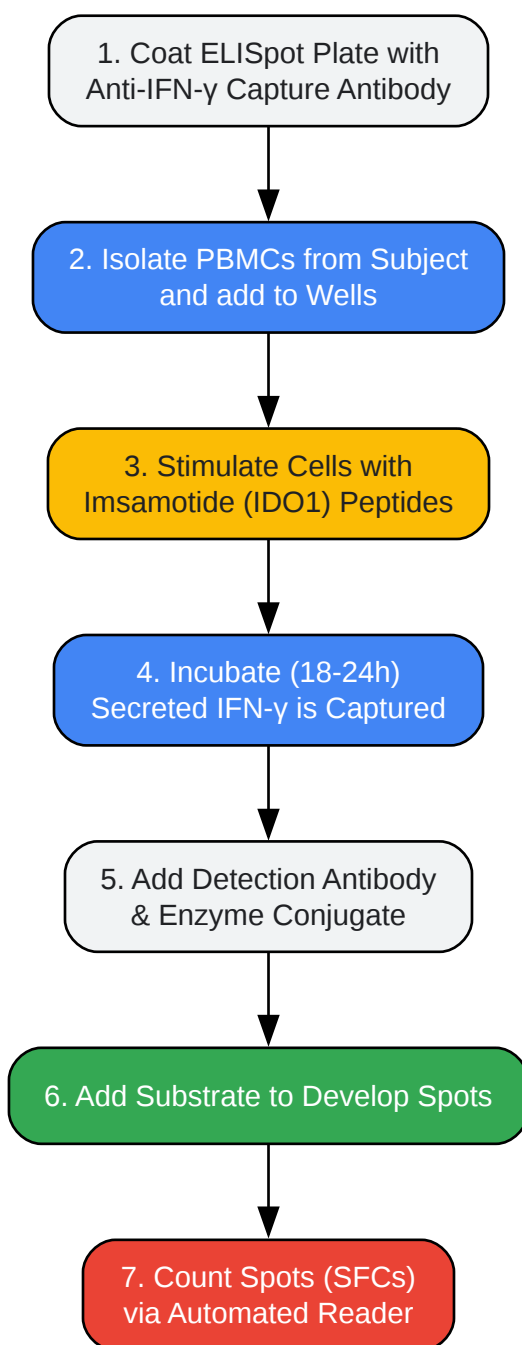 1. Coat ELISpot Plate with
Anti-IFN-γ Capture Antibody
2. Isolate PBMCs from Subject
and add to Wells
3. Stimulate Cells with
Imsamotide (IDO1) Peptides
4. Incubate (18-24h)
Secreted IFN-γ is Captured
5. Add Detection Antibody
& Enzyme Conjugate
6. Add Substrate to Develop Spots
7. Count Spots (SFCs)
via Automated Reader